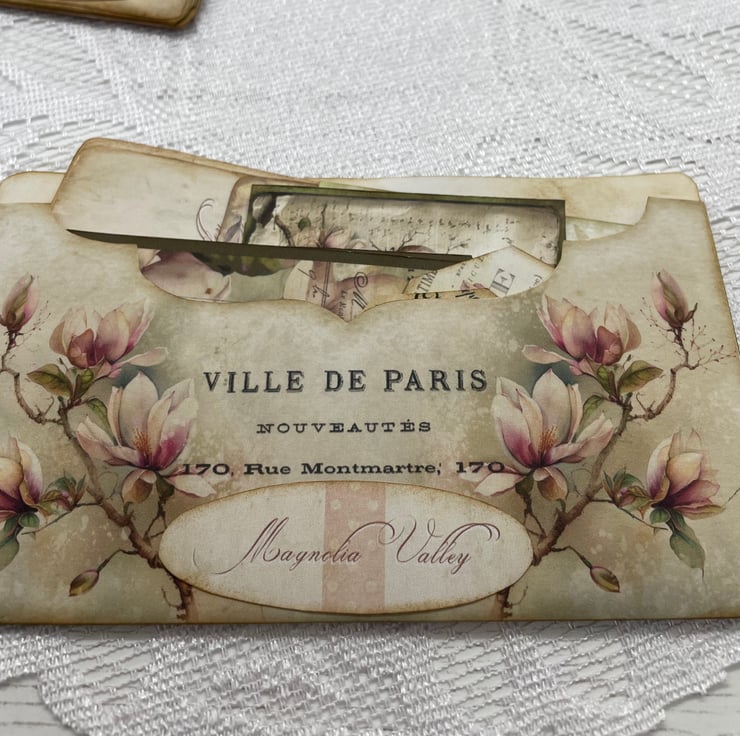 VILLE DE PARIS
NOUVEAUTÉS
170, Rue Montmartre, 170
Magnolia Valley